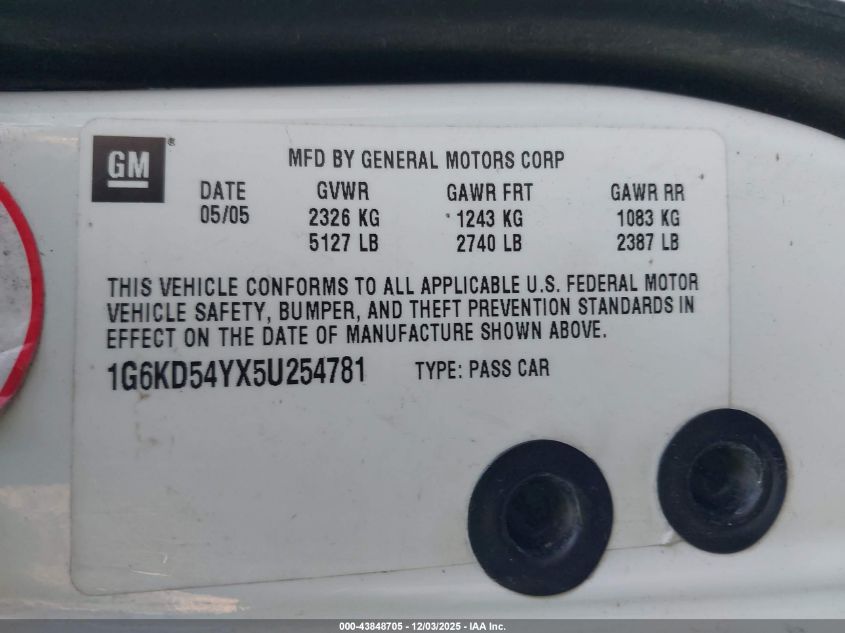 GM®
MFD BY GENERAL MOTORS CORP
DATE GVWR GAWR FRT GAWR RR
05/05 2326 KG 1243 KG 1083 KG
5127 LB 2740 LB 2387 LB
THIS VEHICLE CONFORMS TO ALL APPLICABLE U.S. FEDERAL MOTOR
VEHICLE SAFETY, BUMPER, AND THEFT PREVENTION STANDARDS IN
EFFECT ON THE DATE OF MANUFACTURE SHOWN ABOVE.
1G6KD54YX5U254781 TYPE: PASS CAR
000-43848705 - 12/03/2025 - IAA Inc.